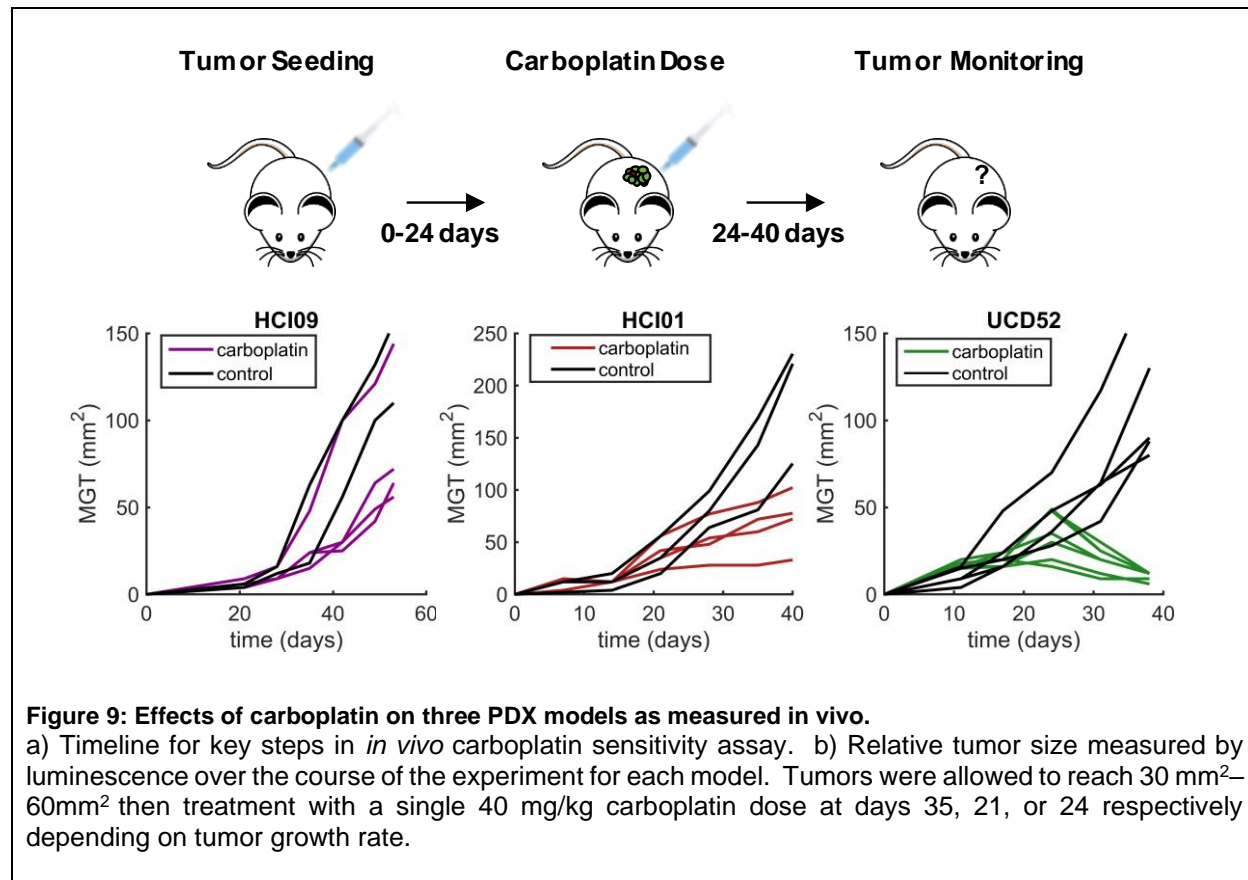 Tumor Seeding
Carboplatin Dose
Tumor Monitoring
?
0-24 days
24-40 days
HCI09
150
100
50
0
MGT (mm²)
carboplatin
control
0 20 40 60
time (days)
HCI01
250
200
150
100
50
0
MGT (mm²)
carboplatin
control
0 10 20 30 40
time (days)
UCD52
150
100
50
0
MGT (mm²)
carboplatin
control
0 10 20 30 40
time (days)
Figure 9: Effects of carboplatin on three PDX models as measured in vivo.
a) Timeline for key steps in in vivo carboplatin sensitivity assay. b) Relative tumor size measured by
luminescence over the course of the experiment for each model. Tumors were allowed to reach 30 mm²–
60mm² then treatment with a single 40 mg/kg carboplatin dose at days 35, 21, or 24 respectively
depending on tumor growth rate.